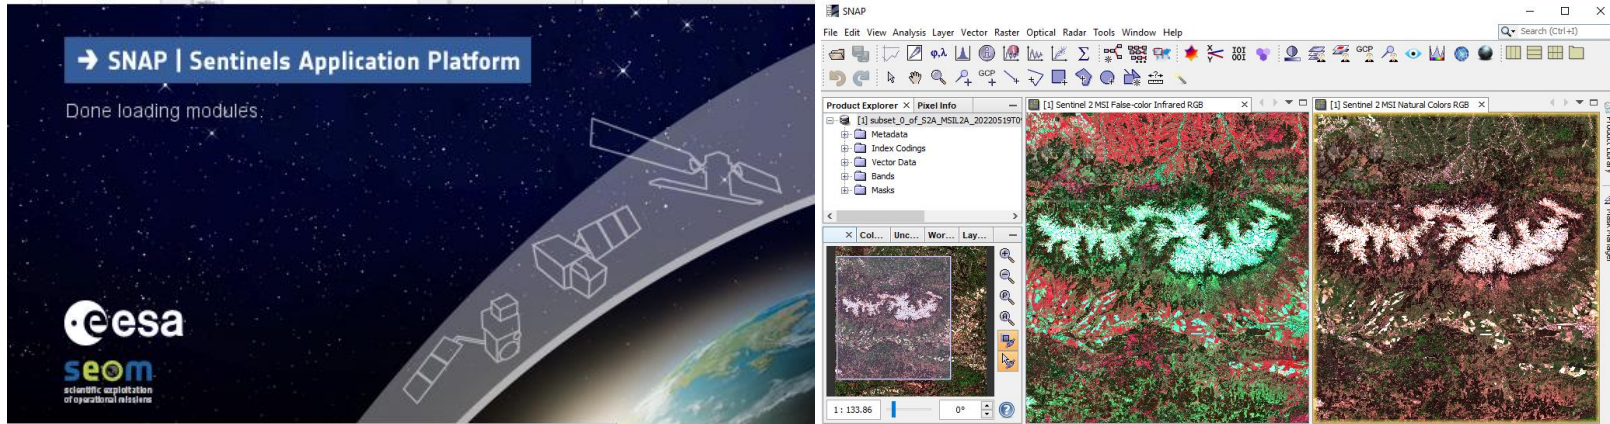 → SNAP | Sentinels Application Platform
Done loading modules.
esa
seom
scientific exploitation
of operational missions
SNAP
File Edit View Analysis Layer Vector Raster Optical Radar Tools Window Help
Search (Ctrl+I)
Product Explorer × Pixel Info
[1] subset_0_of_S2A_MSIL2A_20220519T0
Metadata
Index Codings
Vector Data
Bands
Masks
Col... Unc... Wor... Lay...
1 : 133.86
0°
[1] Sentinel 2 MSI False-color Infrared RGB
[1] Sentinel 2 MSI Natural Colors RGB
GCP
GCP